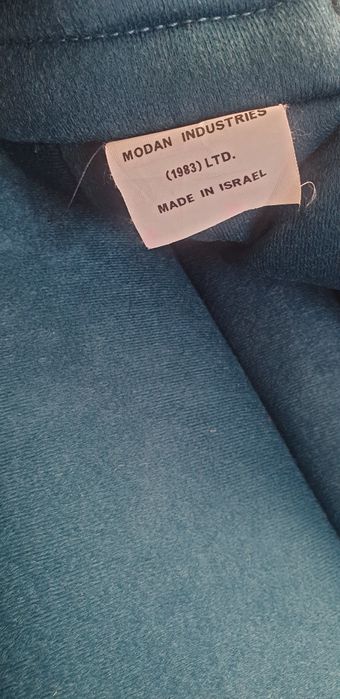 MODAN INDUSTRIES
(1983) LTD.
MADE IN ISRAEL